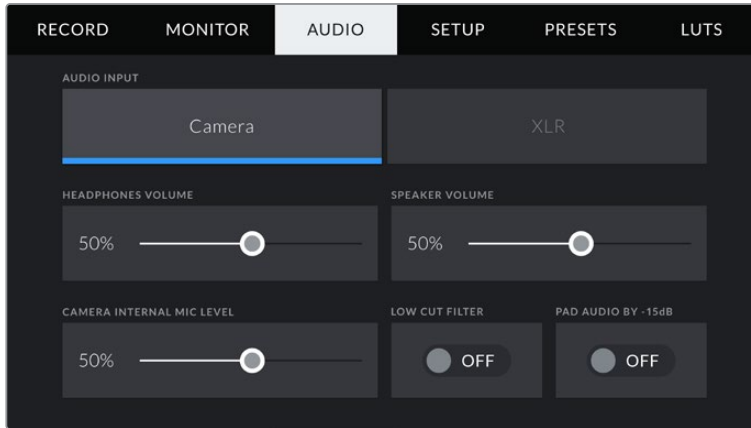 RECORD MONITOR AUDIO SETUP PRESETS LUTS
AUDIO INPUT
Camera XLR
HEADPHONES VOLUME SPEAKER VOLUME
50% 50%
CAMERA INTERNAL MIC LEVEL LOW CUT FILTER PAD AUDIO BY -15dB
50% OFF OFF